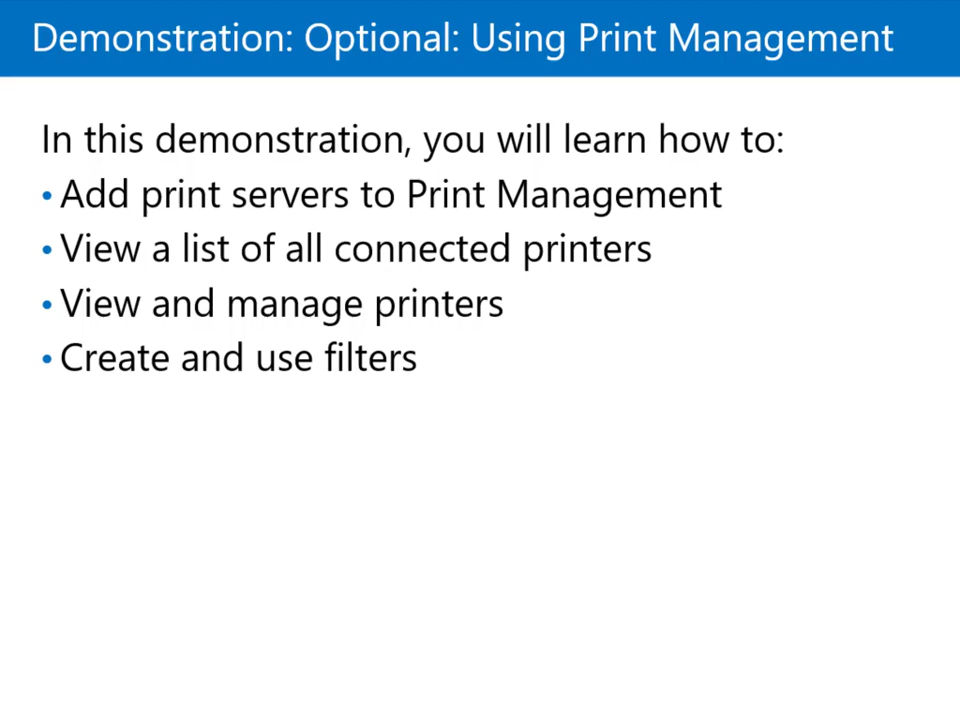 Demonstration: Optional: Using Print Management
In this demonstration, you will learn how to:
• Add print servers to Print Management
• View a list of all connected printers
• View and manage printers
• Create and use filters